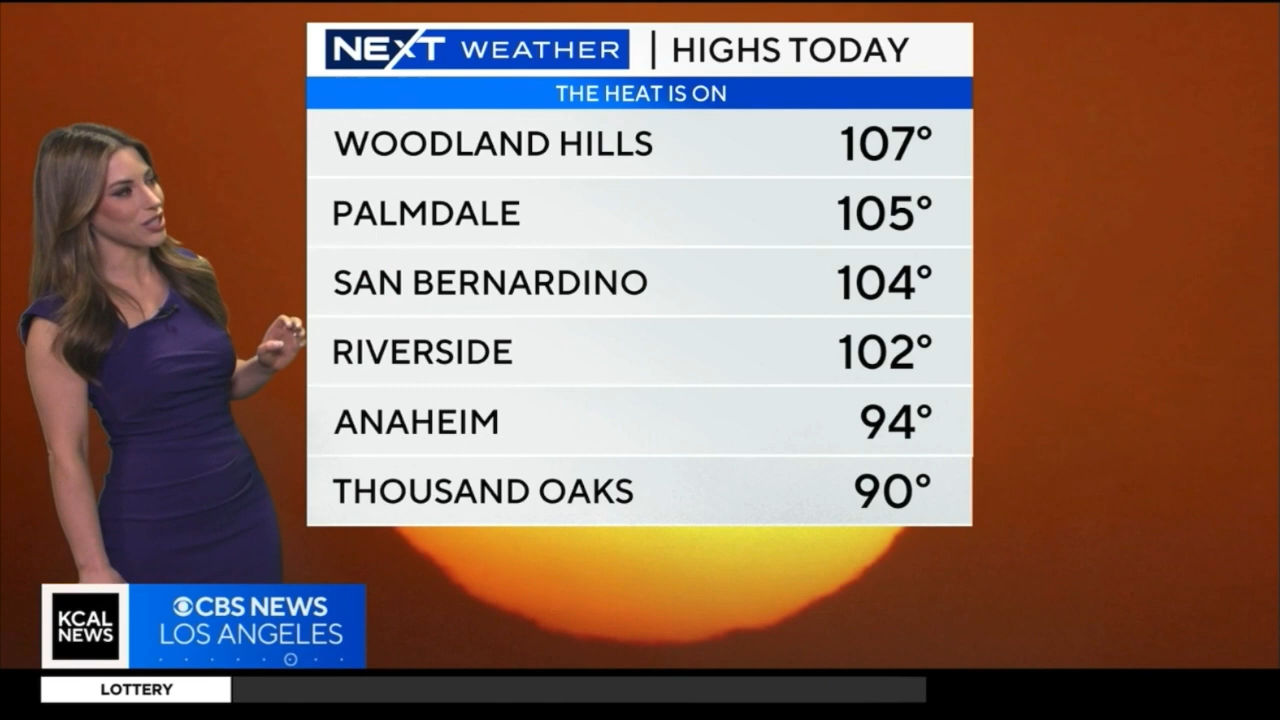 NEXT WEATHER | HIGHS TODAY
THE HEAT IS ON
WOODLAND HILLS 107°
PALMDALE 105°
SAN BERNARDINO 104°
RIVERSIDE 102°
ANAHEIM 94°
THOUSAND OAKS 90°
KCAL NEWS
CBS NEWS
LOS ANGELES
LOTTERY